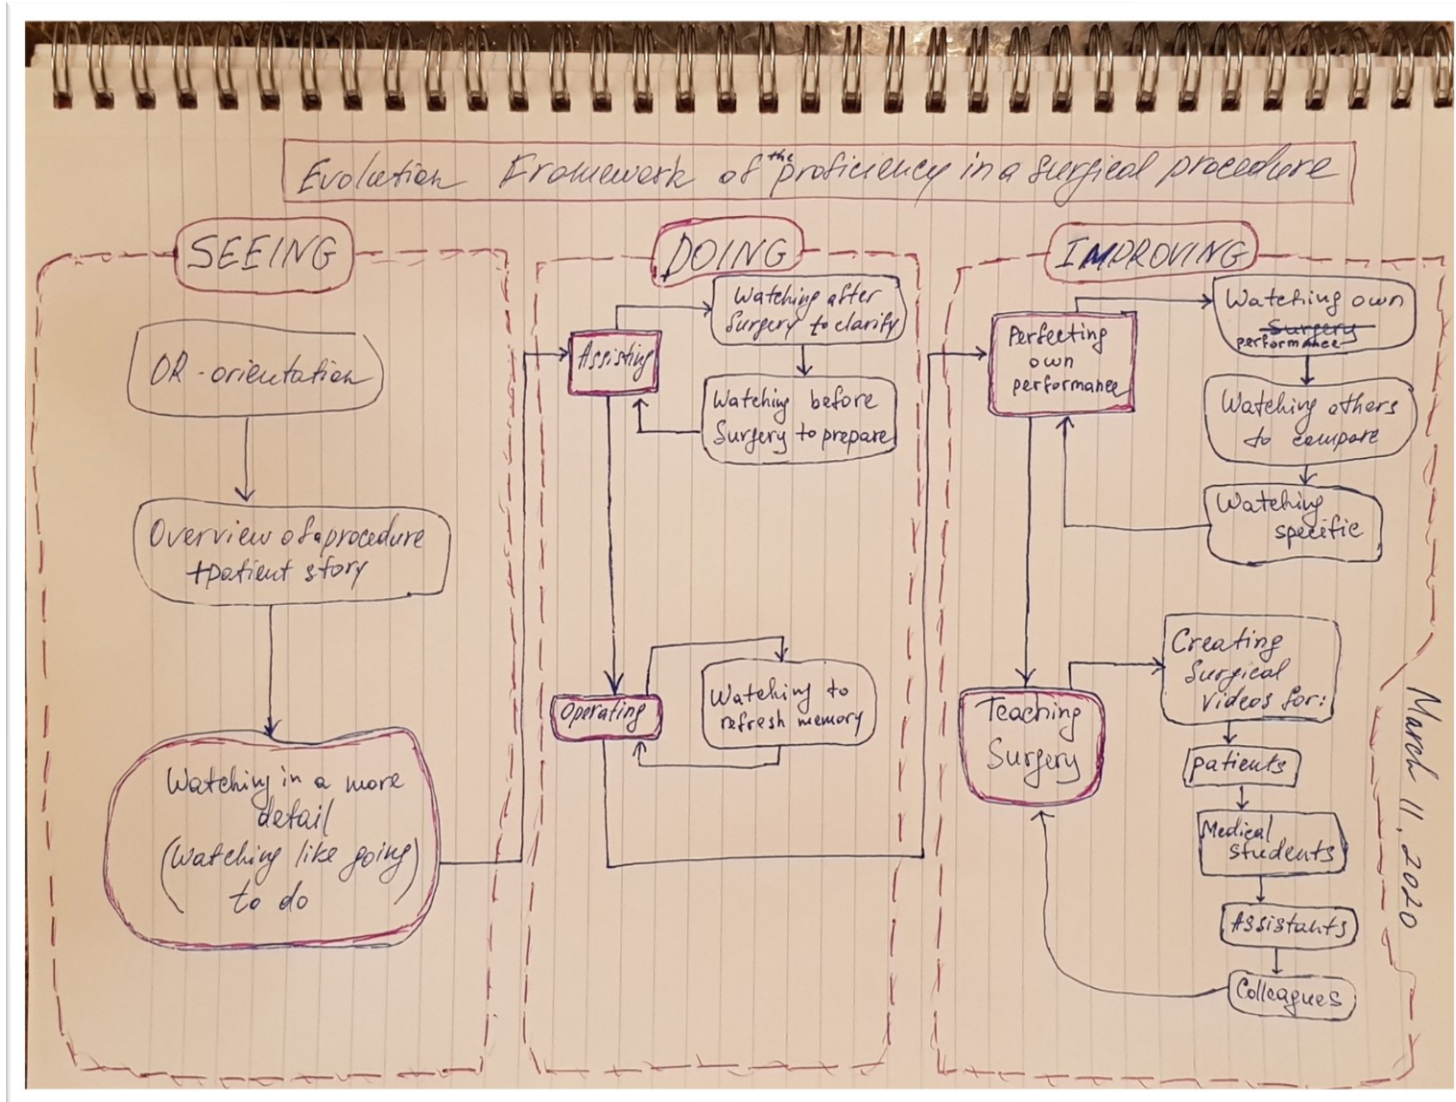 Evolution Framework of the proficiency in a surgical procedure
SEEING
OR-orientation
Overview of a procedure
+patient story
Watching in a more
detail
(Watching like going)
to do
DOING
Assisting
Watching after
Surgery to clarify
Watching before
Surgery to prepare
Operating
Watching to
refresh memory
IMPROVING
Perfecting
own
performance
Watching own
Surgery
performance
Watching others
to compare
Watching
specific
Teaching
Surgery
Creating
Surgical
Videos for:
patients
Medical
students
Assistants
Colleagues
March 11, 2020